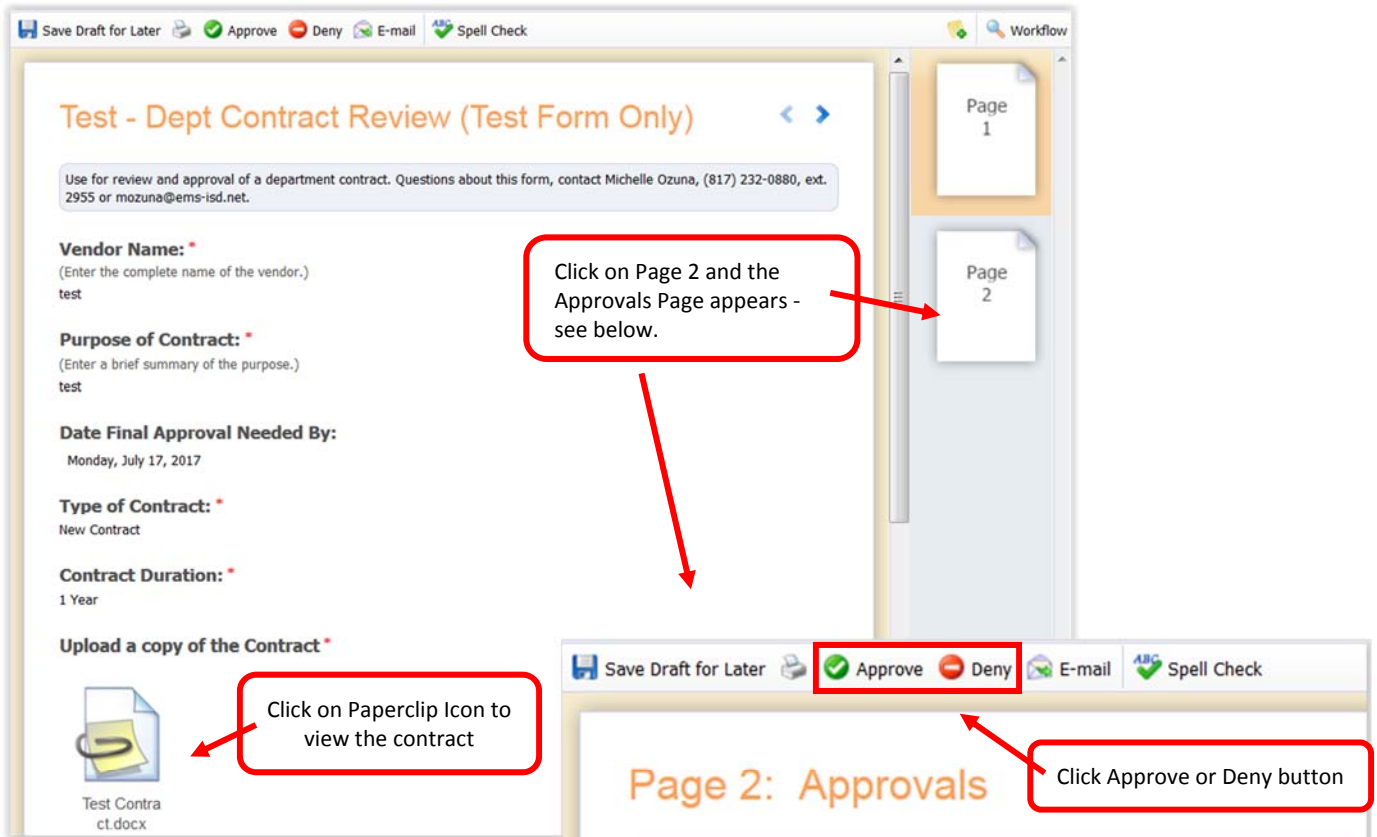 Save Draft for Later Approve Deny E-mail ABC Spell Check Workflow
Test - Dept Contract Review (Test Form Only)
Use for review and approval of a department contract. Questions about this form, contact Michelle Ozuna, (817) 232-0880, ext.
2955 or mozuna@ems-isd.net.
Page
1
Page
2
Vendor Name: *
(Enter the complete name of the vendor.)
test
Click on Page 2 and the
Approvals Page appears -
see below.
Purpose of Contract: *
(Enter a brief summary of the purpose.)
test
Date Final Approval Needed By:
Monday, July 17, 2017
Type of Contract: *
New Contract
Contract Duration: *
1 Year
Upload a copy of the Contract *
Click on Paperclip Icon to
view the contract
Test Contra
ct.docx
Save Draft for Later Approve Deny E-mail ABC Spell Check
Page 2: Approvals
Click Approve or Deny button